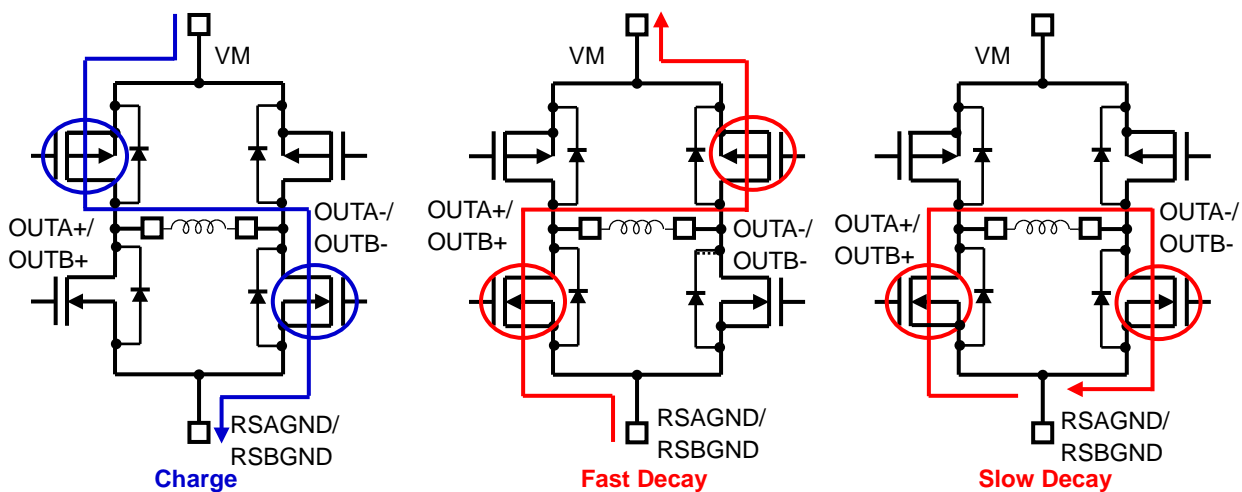 VM
OUTA+/
OUTB+
OUTA-/
OUTB-
RSAGND/
RSBGND
Charge
VM
OUTA+/
OUTB+
OUTA-/
OUTB-
RSAGND/
RSBGND
Fast Decay
VM
OUTA+/
OUTB+
OUTA-/
OUTB-
RSAGND/
RSBGND
Slow Decay